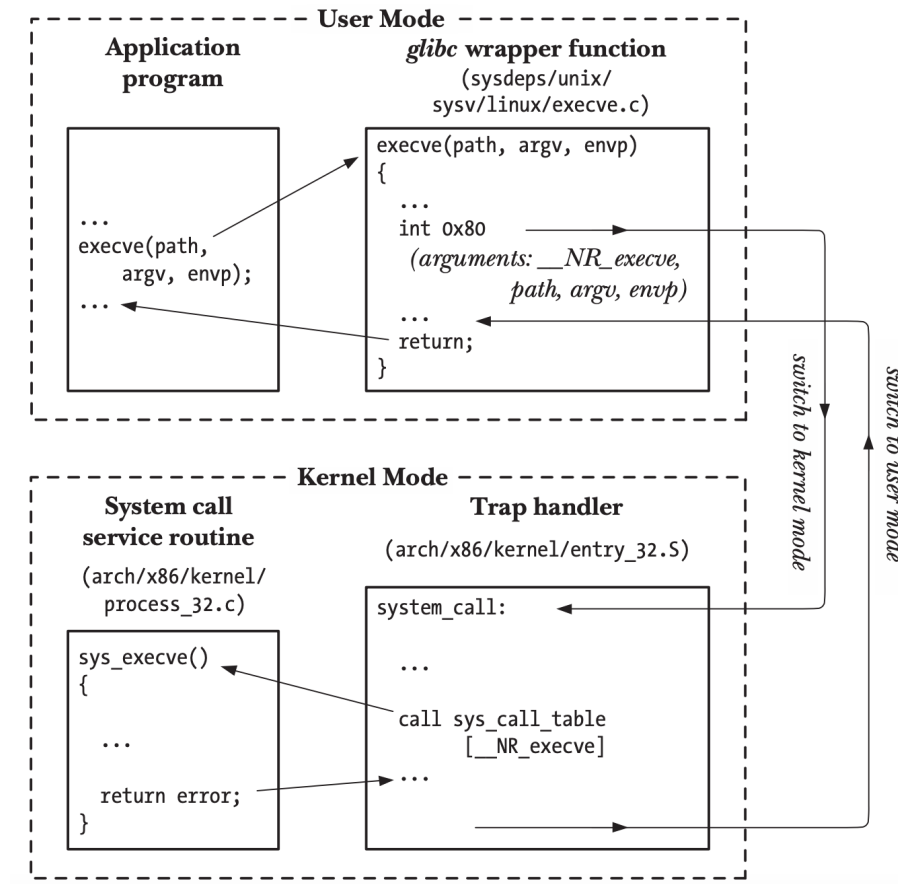 User Mode
Application
program
glibc wrapper function
(sysdeps/unix/
sysv/linux/execve.c)
...
execve(path,
argv, envp);
...
execve(path, argv, envp)
{
...
int 0x80
(arguments: __NR_execve,
path, argv, envp)
...
return;
}
switch to kernel mode
switch to user mode
Kernel Mode
System call
service routine
(arch/x86/kernel/
process_32.c)
Trap handler
(arch/x86/kernel/entry_32.S)
sys_execve()
{
...
return error;
}
system_call:
...
call sys_call_table
[__NR_execve]
...